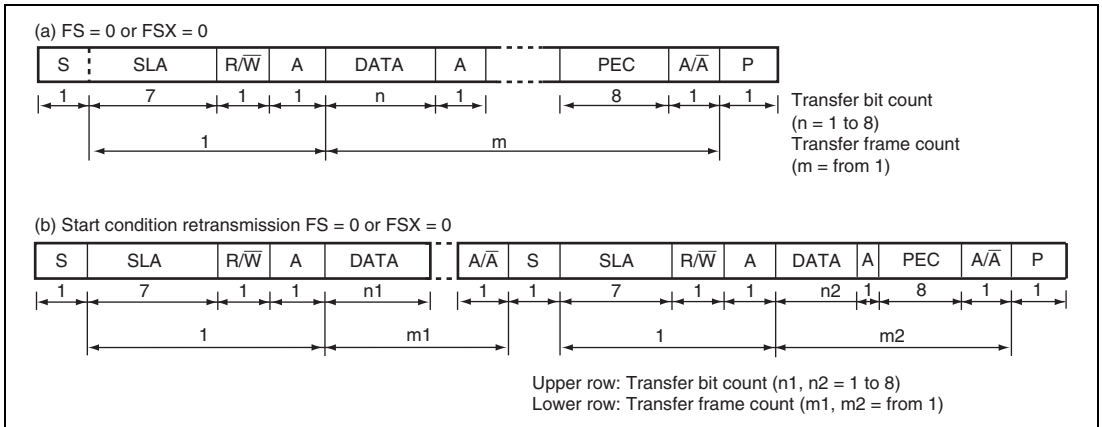 (a) FS = 0 or FSX = 0
S SLA R/W̅ A DATA A PEC A/A̅ P
1 7 1 1 n 1 8 1 1
1 m
Transfer bit count
(n = 1 to 8)
Transfer frame count
(m = from 1)
(b) Start condition retransmission FS = 0 or FSX = 0
S SLA R/W̅ A DATA A/A̅ S SLA R/W̅ A DATA A PEC A/A̅ P
1 7 1 1 n1 1 1 7 1 1 n2 1 8 1 1
1 m1 1 m2
Upper row: Transfer bit count (n1, n2 = 1 to 8)
Lower row: Transfer frame count (m1, m2 = from 1)